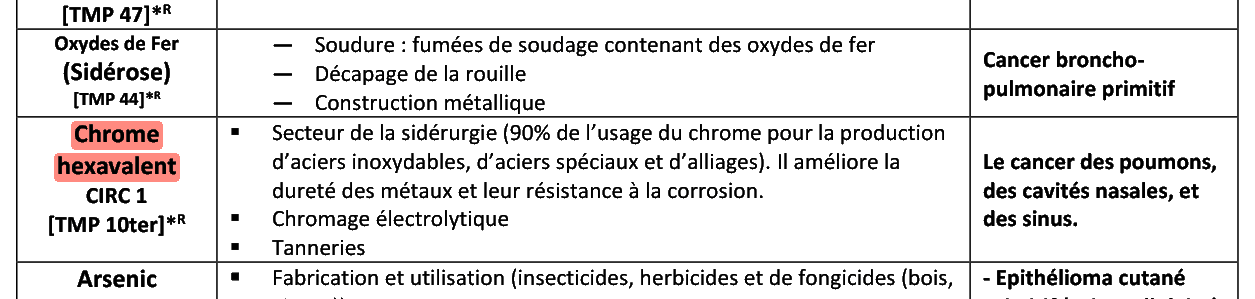 [TMP 47]*R
Oxydes de Fer
(Sidérose)
[TMP 44]*R
— Soudure : fumées de soudage contenant des oxydes de fer
— Décapage de la rouille
— Construction métallique
Cancer broncho-
pulmonaire primitif
Chrome
hexavalent
CIRC 1
[TMP 10ter]*R
▪ Secteur de la sidérurgie (90% de l’usage du chrome pour la production
d’aciers inoxydables, d’aciers spéciaux et d’alliages). Il améliore la
dureté des métaux et leur résistance à la corrosion.
▪ Chromage électrolytique
▪ Tanneries
Le cancer des poumons,
des cavités nasales, et
des sinus.
Arsenic
▪ Fabrication et utilisation (insecticides, herbicides et de fongicides (bois,
- Epithélioma cutané